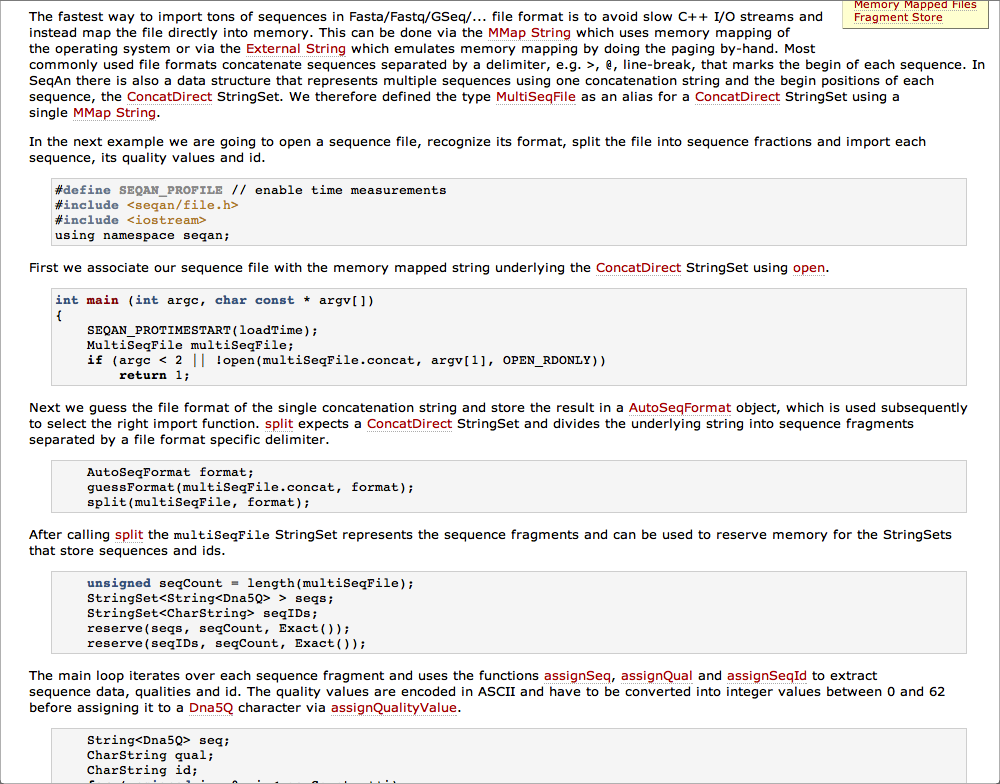 The fastest way to import tons of sequences in Fasta/Fastq/GSeq/... file format is to avoid slow C++ I/O streams and
instead map the file directly into memory. This can be done via the MMap String which uses memory mapping of
the operating system or via the External String which emulates memory mapping by doing the paging by-hand. Most
commonly used file formats concatenate sequences separated by a delimiter, e.g. >, @, line-break, that marks the begin of each sequence. In
SeqAn there is also a data structure that represents multiple sequences using one concatenation string and the begin positions of each
sequence, the ConcatDirect StringSet. We therefore defined the type MultiSeqFile as an alias for a ConcatDirect StringSet using a
single MMap String.
Memory Mapped Files
Fragment Store
In the next example we are going to open a sequence file, recognize its format, split the file into sequence fractions and import each
sequence, its quality values and id.
#define SEQAN_PROFILE // enable time measurements
#include <seqan/file.h>
#include <iostream>
using namespace seqan;
First we associate our sequence file with the memory mapped string underlying the ConcatDirect StringSet using open.
int main (int argc, char const * argv[])
{
    SEQAN_PROTIMESTART(loadTime);
    MultiSeqFile multiSeqFile;
    if (argc < 2 || !open(multiSeqFile.concat, argv[1], OPEN_RDONLY))
        return 1;
Next we guess the file format of the single concatenation string and store the result in a AutoSeqFormat object, which is used subsequently
to select the right import function. split expects a ConcatDirect StringSet and divides the underlying string into sequence fragments
separated by a file format specific delimiter.
    AutoSeqFormat format;
    guessFormat(multiSeqFile.concat, format);
    split(multiSeqFile, format);
After calling split the multiSeqFile StringSet represents the sequence fragments and can be used to reserve memory for the StringSets
that store sequences and ids.
    unsigned seqCount = length(multiSeqFile);
    StringSet<String<Dna5Q> > seqs;
    StringSet<CharString> seqIDs;
    reserve(seqs, seqCount, Exact());
    reserve(seqIDs, seqCount, Exact());
The main loop iterates over each sequence fragment and uses the functions assignSeq, assignQual and assignSeqId to extract
sequence data, qualities and id. The quality values are encoded in ASCII and have to be converted into integer values between 0 and 62
before assigning it to a Dna5Q character via assignQualityValue.
    String<Dna5Q> seq;
    CharString qual;
    CharString id;